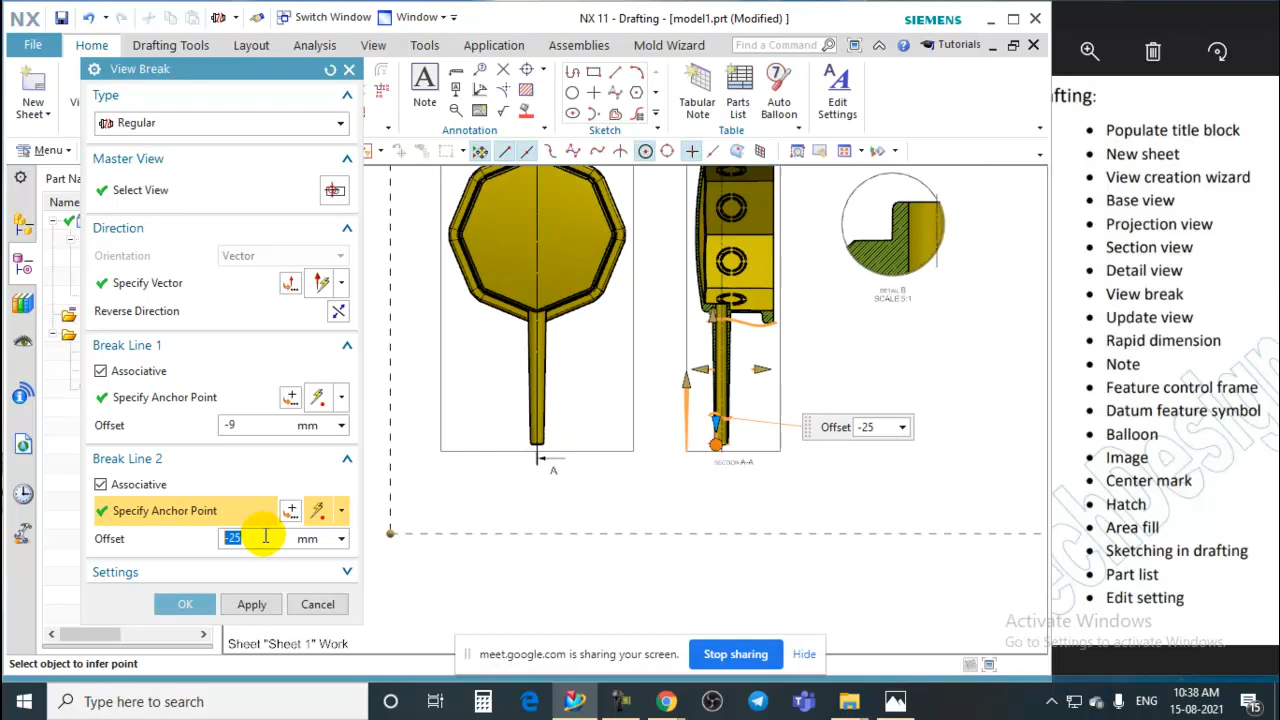 NX
Switch Window
Window
NX 11 - Drafting - [model1.prt (Modified) ]
SIEMENS
File
Home
Drafting Tools
Layout
Analysis
View
Tools
Application
Assemblies
Mold Wizard
Find a Command
Tutorials
New
Sheet
Note
Annotation
Sketch
Tabular
Note
Parts
List
Auto
Balloon
Table
Edit
Settings
Menu
Part Na
Name
View Break
Type
Regular
Master View
Select View
Direction
Orientation
Vector
Specify Vector
Reverse Direction
Break Line 1
Associative
Specify Anchor Point
Offset
-9
mm
Break Line 2
Associative
Specify Anchor Point
Offset
-25
mm
Settings
OK
Apply
Cancel
Sheet "Sheet 1" Work
Select object to infer point
A
SECTION A-A
Offset
-25
DETAIL B
SCALE 5:1
meet.google.com is sharing your screen.
Stop sharing
Hide
afting:
• Populate title block
• New sheet
• View creation wizard
• Base view
• Projection view
• Section view
• Detail view
• View break
• Update view
• Rapid dimension
• Note
• Feature control frame
• Datum feature symbol
• Balloon
• Image
• Center mark
• Hatch
• Area fill
• Sketching in drafting
• Part list
• Edit setting
Activate Windows
Go to Settings to activate Windows.
Type here to search
ENG
10:38 AM
15-08-2021
15